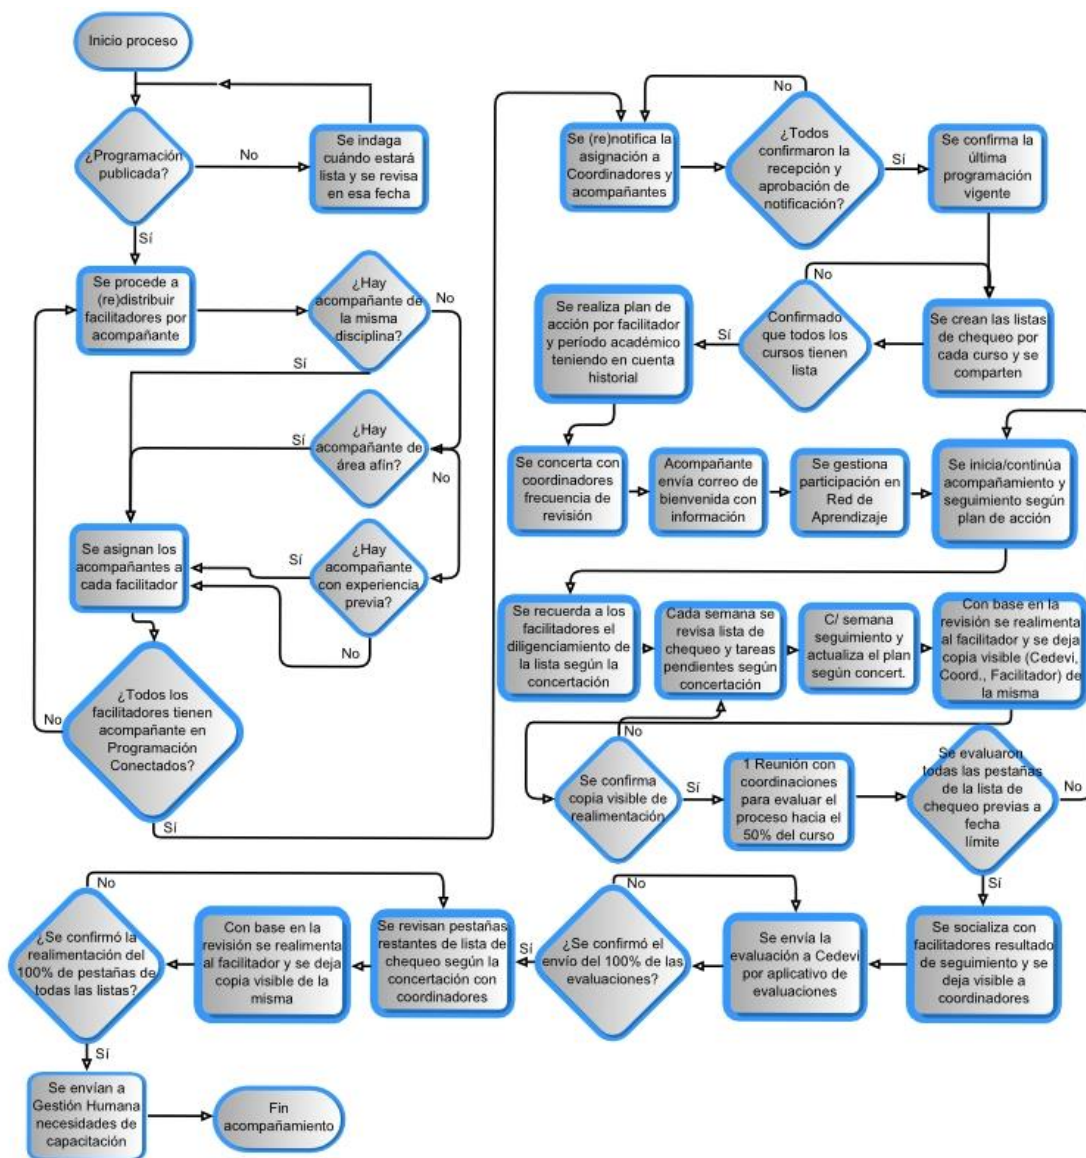 Inicio proceso
¿Programación
publicada?
No
Se indaga
cuándo estará
lista y se revisa
en esa fecha
Sí
Se procede a
(re)distribuir
facilitadores por
acompañante
¿Hay
acompañante de
la misma
disciplina?
No
Sí
¿Hay
acompañante de
área afín?
Sí
No
¿Hay
acompañante
con experiencia
previa?
Sí
No
Se asignan los
acompañantes a
cada facilitador
¿Todos los
facilitadores tienen
acompañante en
Programación
Conectados?
No
Sí
Se (re)notifica la
asignación a
Coordinadores y
acompañantes
No
¿Todos
confirmaron la
recepción y
aprobación de
notificación?
Sí
Se confirma la
última
programación
vigente
Se crean las listas
de chequeo por
cada curso y se
comparten
No
Confirmado
que todos los
cursos tienen
lista
Sí
Se realiza plan de
acción por facilitador
y período académico
teniendo en cuenta
historial
Se concerta con
coordinadores
frecuencia de
revisión
Acompañante
envía correo de
bienvenida con
información
Se gestiona
participación en
Red de
Aprendizaje
Se inicia/continúa
acompañamiento y
seguimiento según
plan de acción
Se recuerda a los
facilitadores el
diligenciamiento de
la lista según la
concertación
Cada semana se
revisa lista de
chequeo y tareas
pendientes según
concertación
C/ semana
seguimiento y
actualiza el plan
según concert.
Con base en la
revisión se realimenta
al facilitador y se deja
copia visible (Cedevi,
Coord., Facilitador) de
la misma
No
Se confirma
copia visible de
realimentación
Sí
1 Reunión con
coordinaciones
para evaluar el
proceso hacia el
50% del curso
Se evaluaron
todas las pestañas
de la lista de
chequeo previas a
fecha
límite
No
Sí
Se socializa con
facilitadores resultado
de seguimiento y se
deja visible a
coordinadores
Se envía la
evaluación a Cedevi
por aplicativo de
evaluaciones
No
¿Se confirmó el
envío del 100% de las
evaluaciones?
Sí
Se revisan pestañas
restantes de lista de
chequeo según la
concertación con
coordinadores
Con base en la
revisión se realimenta
al facilitador y se deja
copia visible de la
misma
No
¿Se confirmó la
realimentación del
100% de pestañas de
todas las listas?
Sí
Se envían a
Gestión Humana
necesidades de
capacitación
Fin
acompañamiento